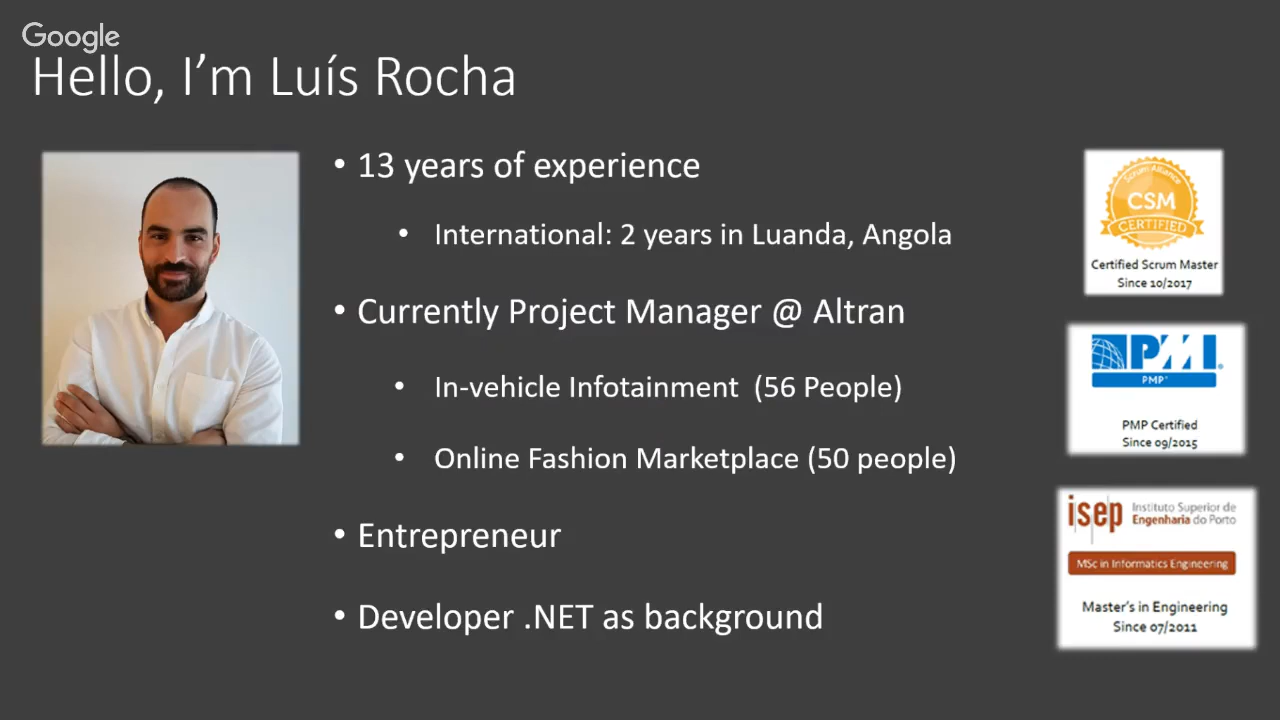 Google
Hello, I'm Luís Rocha
• 13 years of experience
• International: 2 years in Luanda, Angola
• Currently Project Manager @ Altran
• In-vehicle Infotainment (56 People)
• Online Fashion Marketplace (50 people)
• Entrepreneur
• Developer .NET as background
Scrum Alliance
CSM
CERTIFIED
Certified Scrum Master
Since 10/2017
PMI®
PMP®
PMP Certified
Since 09/2015
isep Instituto Superior de
Engenharia do Porto
MSc in Informatics Engineering
Master's in Engineering
Since 07/2011